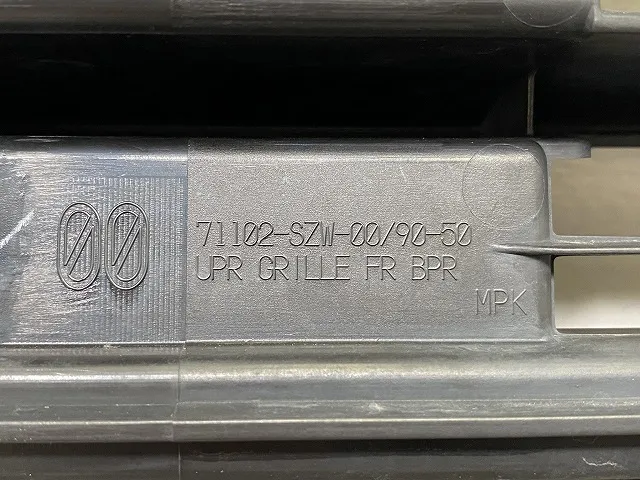 00
71102-SZW-00/90-50
UPR GRILLE FR BPR
MPK